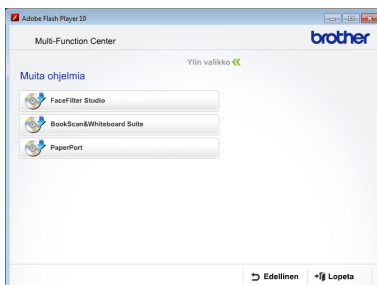 Adobe Flash Player 10
Multi-Function Center
brother
Ylin valikko
Muita ohjelmia
FaceFilter Studio
BookScan&Whiteboard Suite
PaperPort
Edellinen
Lopeta